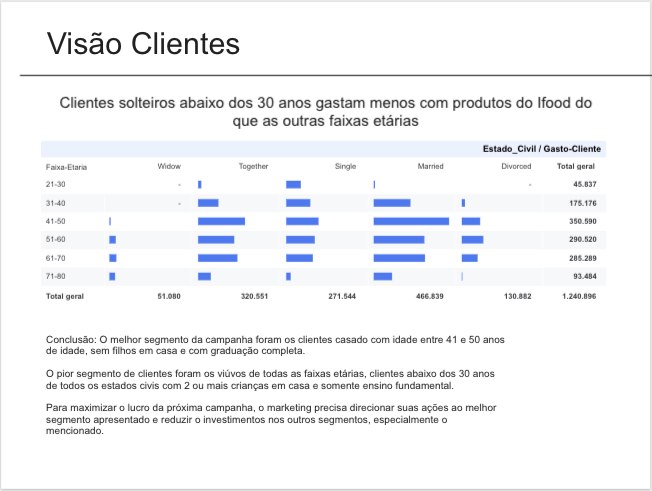 Visão Clientes
Clientes solteiros abaixo dos 30 anos gastam menos com produtos do Ifood do
que as outras faixas etárias
Estado_Civil / Gasto-Cliente
Faixa-Etaria Widow Together Single Married Divorced Total geral
21-30 - - 45.837
31-40 - 175.176
41-50 350.590
51-60 290.520
61-70 285.289
71-80 93.484
Total geral 51.080 320.551 271.544 466.839 130.882 1.240.896
Conclusão: O melhor segmento da campanha foram os clientes casado com idade entre 41 e 50 anos
de idade, sem filhos em casa e com graduação completa.
O pior segmento de clientes foram os viúvos de todas as faixas etárias, clientes abaixo dos 30 anos
de todos os estados civis com 2 ou mais crianças em casa e somente ensino fundamental.
Para maximizar o lucro da próxima campanha, o marketing precisa direcionar suas ações ao melhor
segmento apresentado e reduzir o investimentos nos outros segmentos, especialmente o
mencionado.